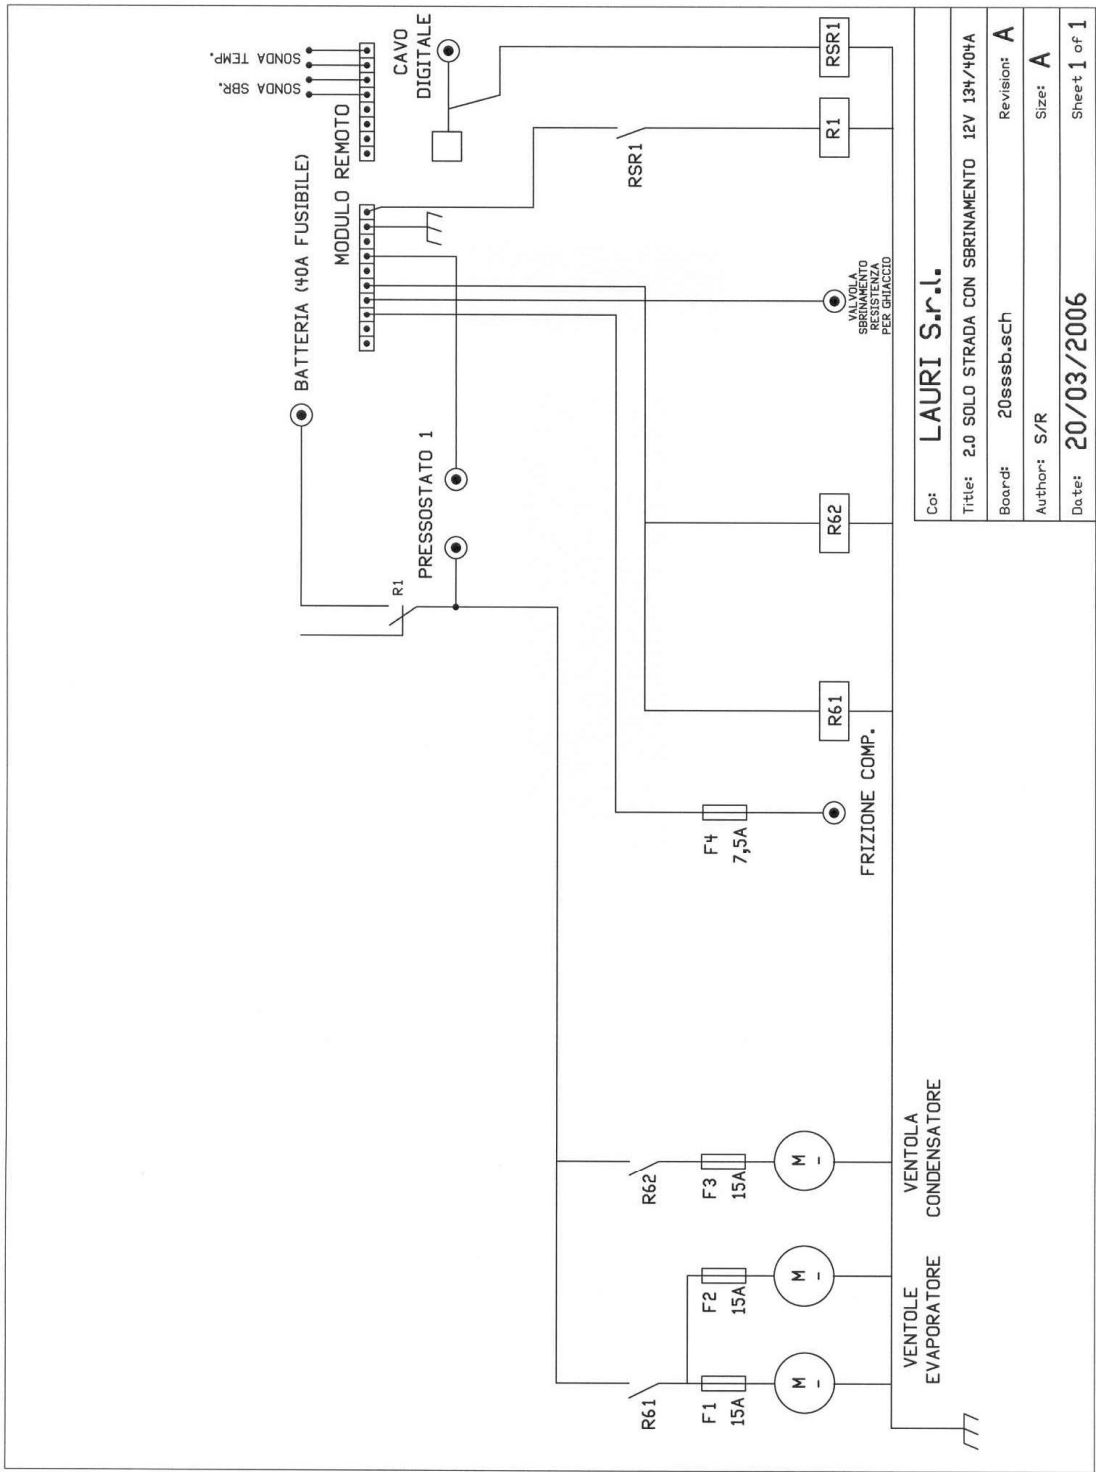 BATTERIA (40A FUSIBILE)
MODULO REMOTO
SONDA SBR.
SONDA TEMP.
CAVO
DIGITALE
R1
PRESSOSTATO 1
RSR1
R61
F1
15A
F2
15A
R62
F3
15A
F4
7,5A
M
-
M
-
M
-
VENTOLE
EVAPORATORE
VENTOLA
CONDENSATORE
FRIZIONE COMP.
R61
R62
VALVOLA
SBRINAMENTO
RESISTENZA
PER GHIACCIO
R1
RSR1
Co: LAURI S.r.l.
Title: 2.0 SOLO STRADA CON SBRINAMENTO 12V 134/404A
Board: 20sssb.sch Revision: A
Author: S/R Size: A
Date: 20/03/2006 Sheet 1 of 1